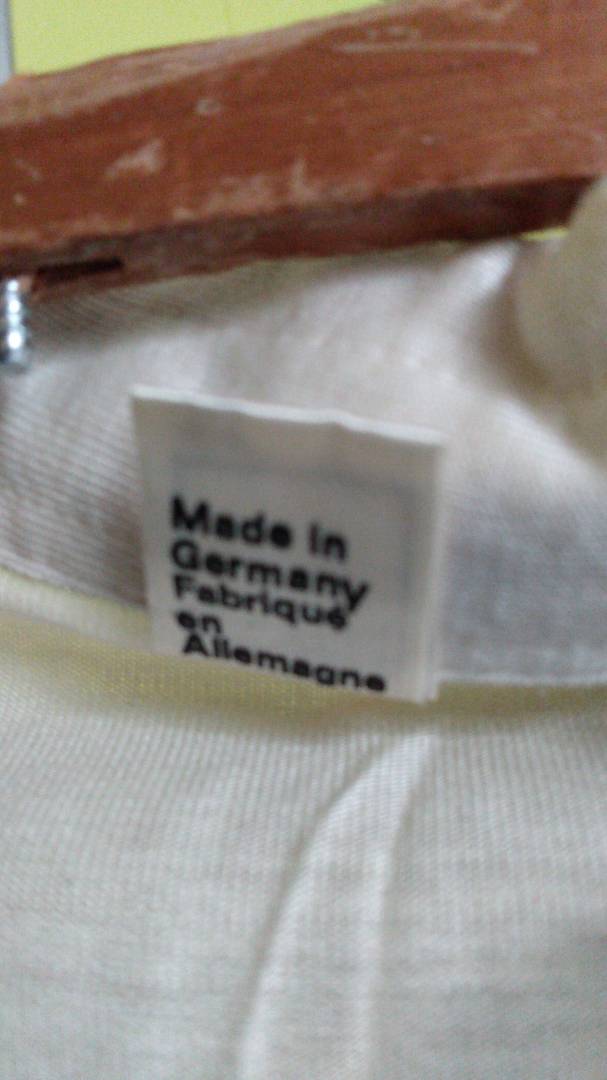 Made in
Germany
Fabriqué
en
Allemagne